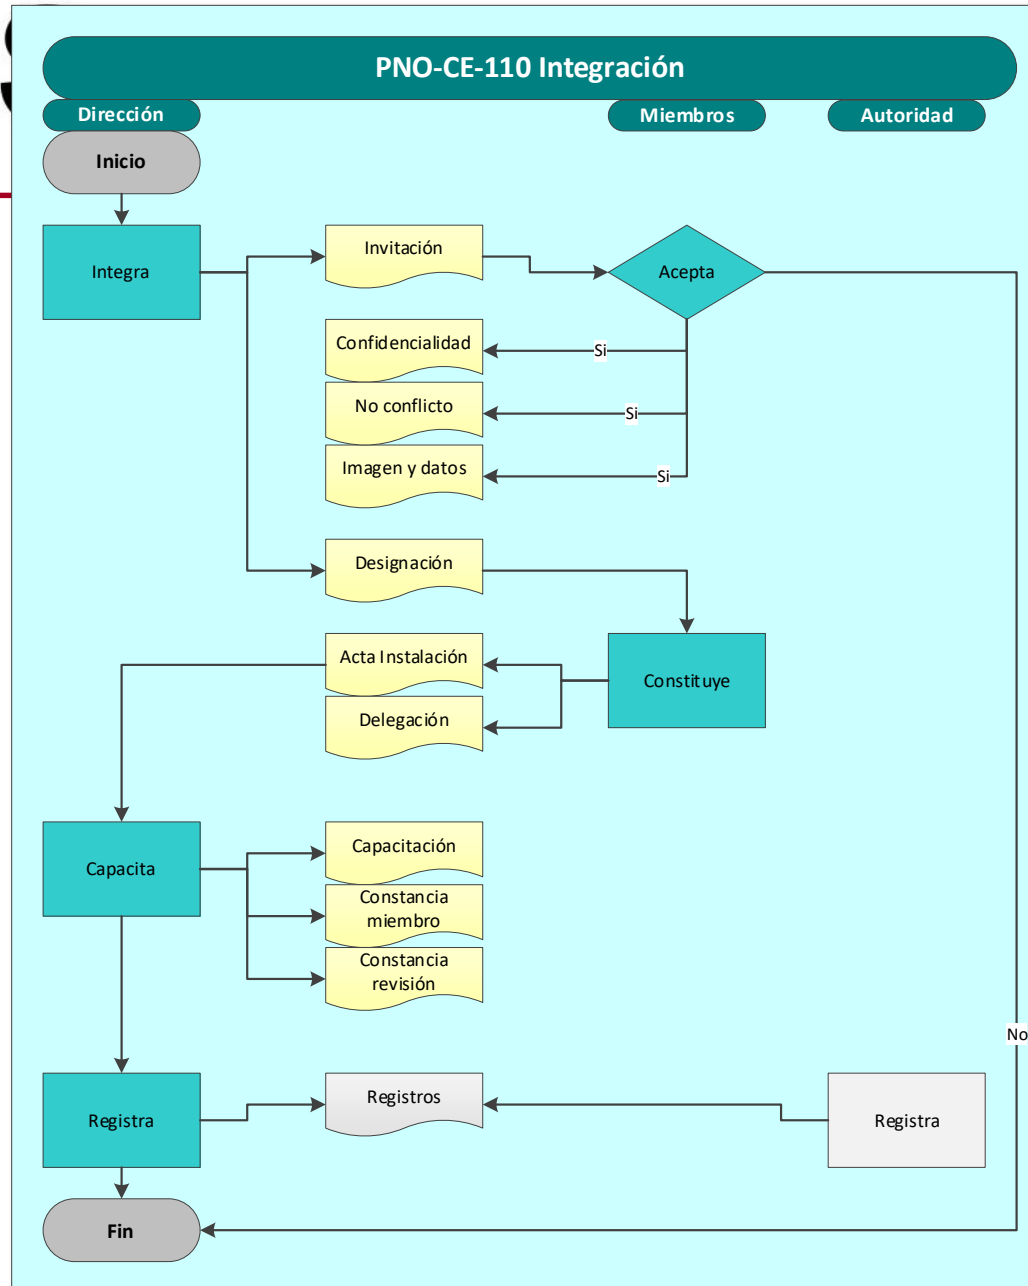 PNO-CE-110 Integración
Dirección
Miembros
Autoridad
Inicio
Integra
Invitación
Acepta
Confidencialidad
Si
No conflicto
Si
Imagen y datos
Si
Designación
Acta Instalación
Constituye
Delegación
Capacita
Capacitación
Constancia
miembro
Constancia
revisión
No
Registra
Registros
Registra
Fin